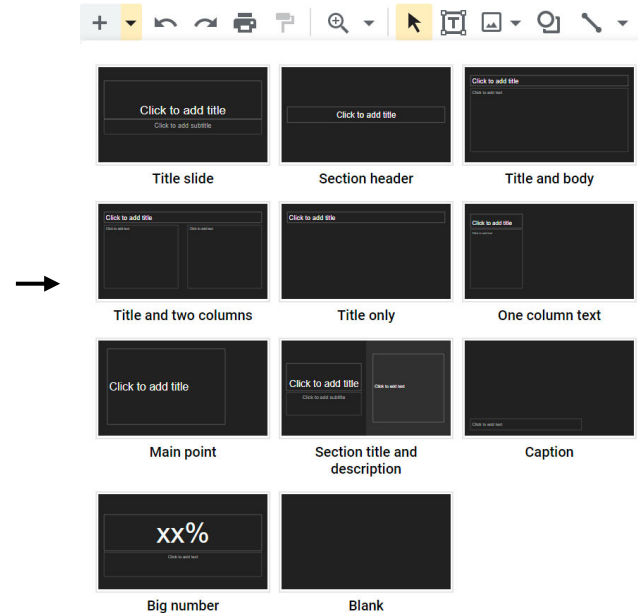 Click to add title
Click to add subtitle
Title slide
Click to add title
Section header
Click to add title
Click to add text
Title and body
Click to add title
Click to add text
Click to add text
Title and two columns
Click to add title
Title only
Click to add title
Click to add text
One column text
Click to add title
Main point
Click to add title
Click to add subtitle
Click to add text
Section title and
description
Click to add text
Caption
xx%
Click to add text
Big number
Blank